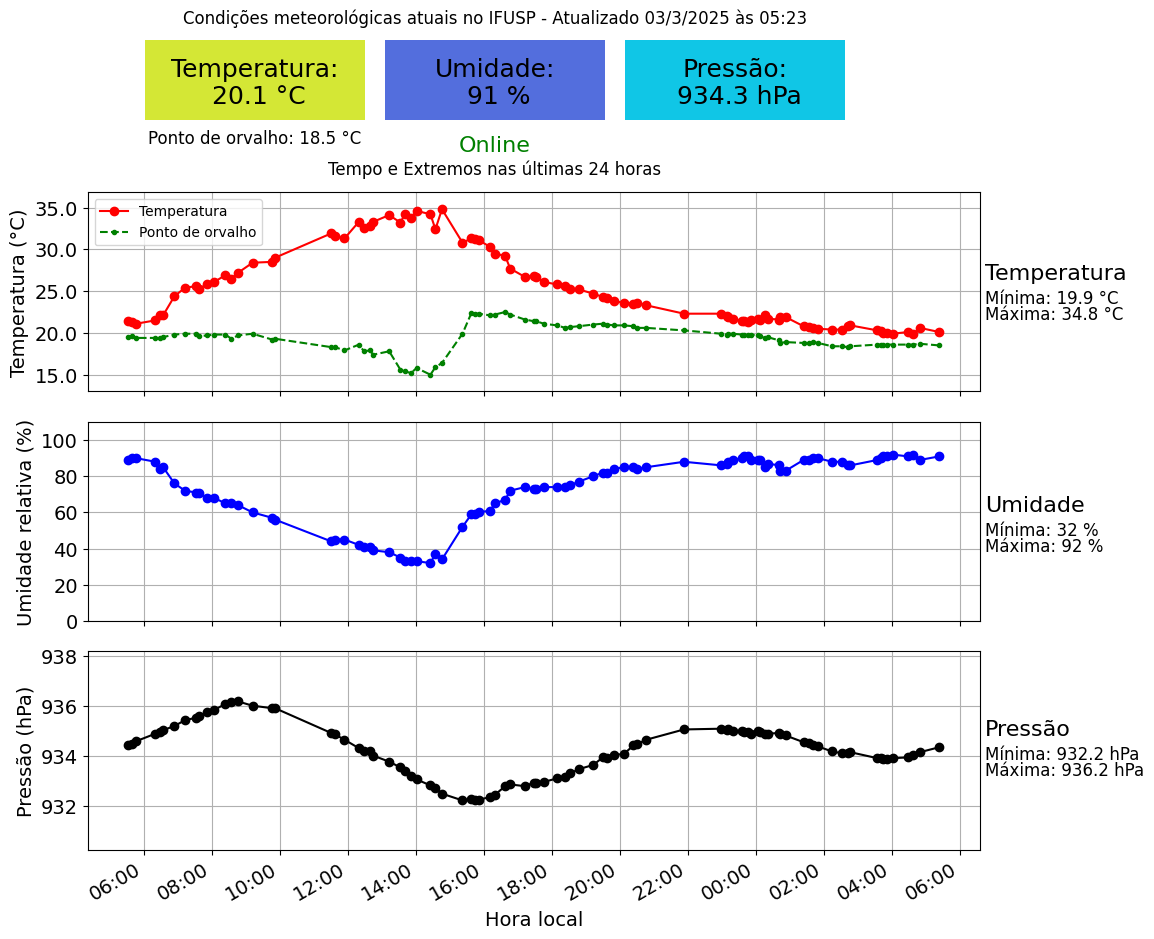 Condições meteorológicas atuais no IFUSP - Atualizado 03/3/2025 às 05:23
Temperatura:
20.1 °C
Umidade:
91 %
Pressão:
934.3 hPa
Ponto de orvalho: 18.5 °C
Online
Tempo e Extremos nas últimas 24 horas
Temperatura (°C)
35.0
30.0
25.0
20.0
15.0
Temperatura
Ponto de orvalho
Temperatura
Mínima: 19.9 °C
Máxima: 34.8 °C
Umidade relativa (%)
100
80
60
40
20
0
Umidade
Mínima: 32 %
Máxima: 92 %
Pressão (hPa)
938
936
934
932
Pressão
Mínima: 932.2 hPa
Máxima: 936.2 hPa
06:00 08:00 10:00 12:00 14:00 16:00 18:00 20:00 22:00 00:00 02:00 04:00 06:00
Hora local